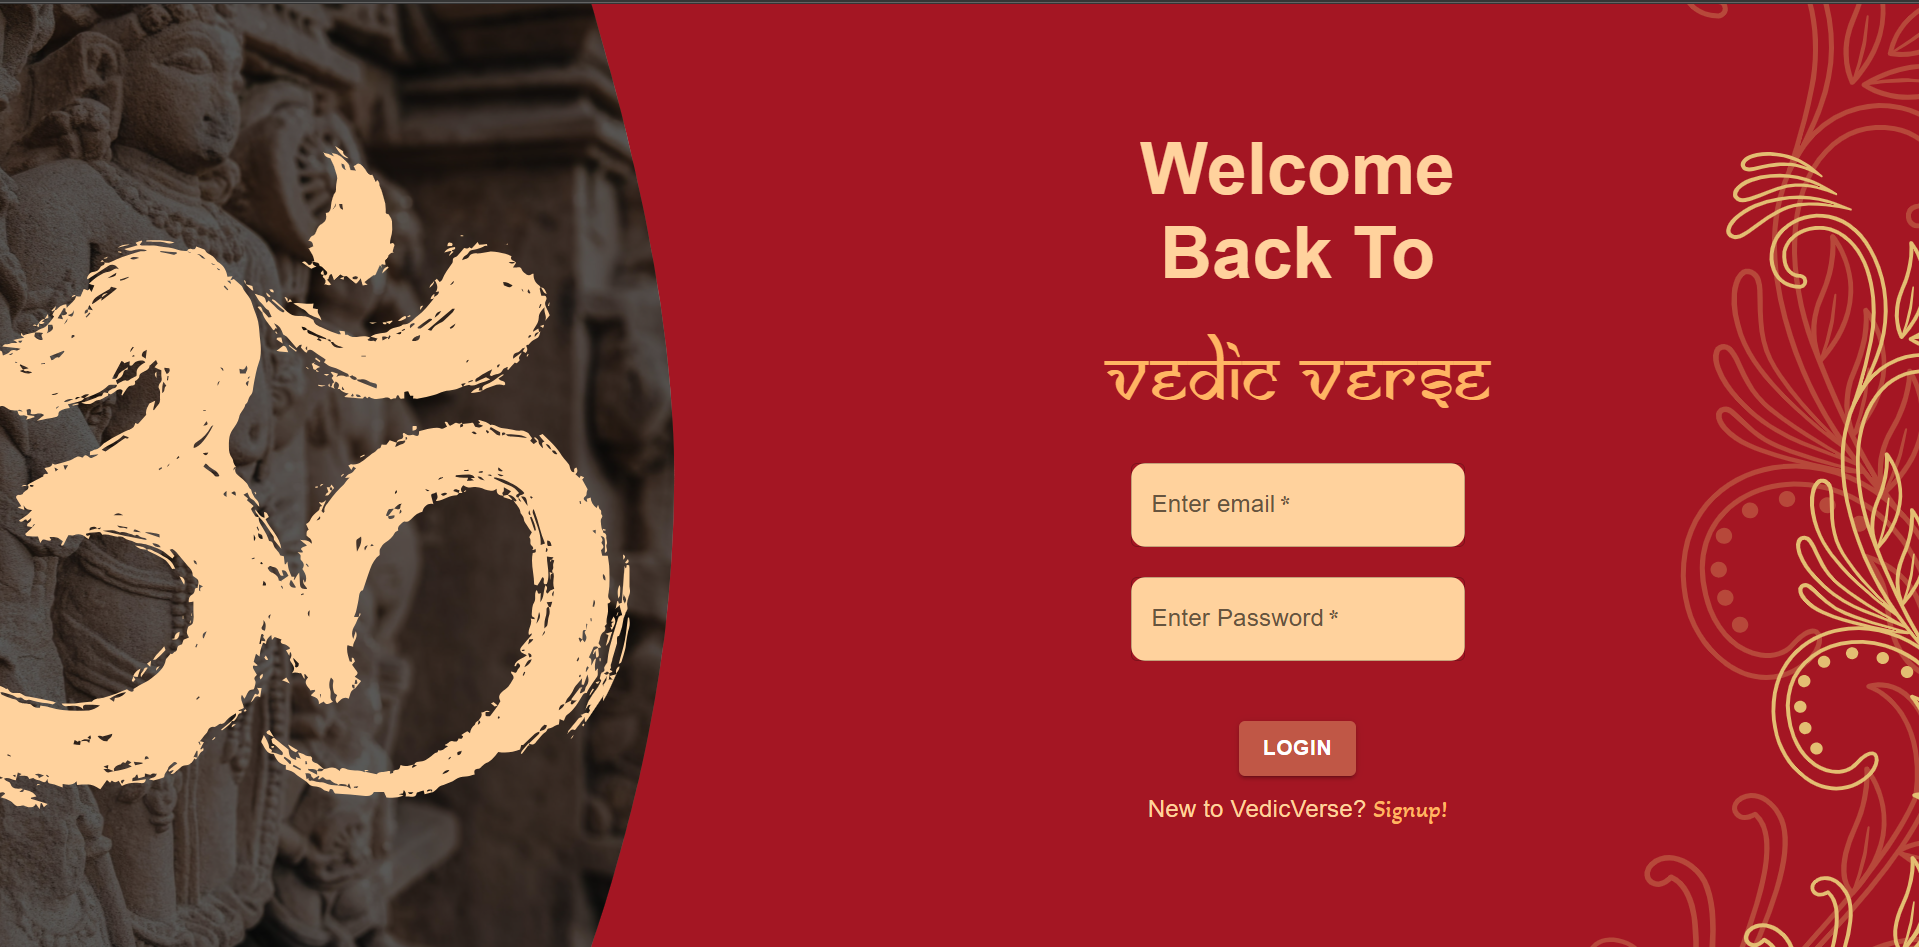 ॐ
Welcome
Back To
vedic verse
Enter email *
Enter Password *
LOGIN
New to VedicVerse? Signup!